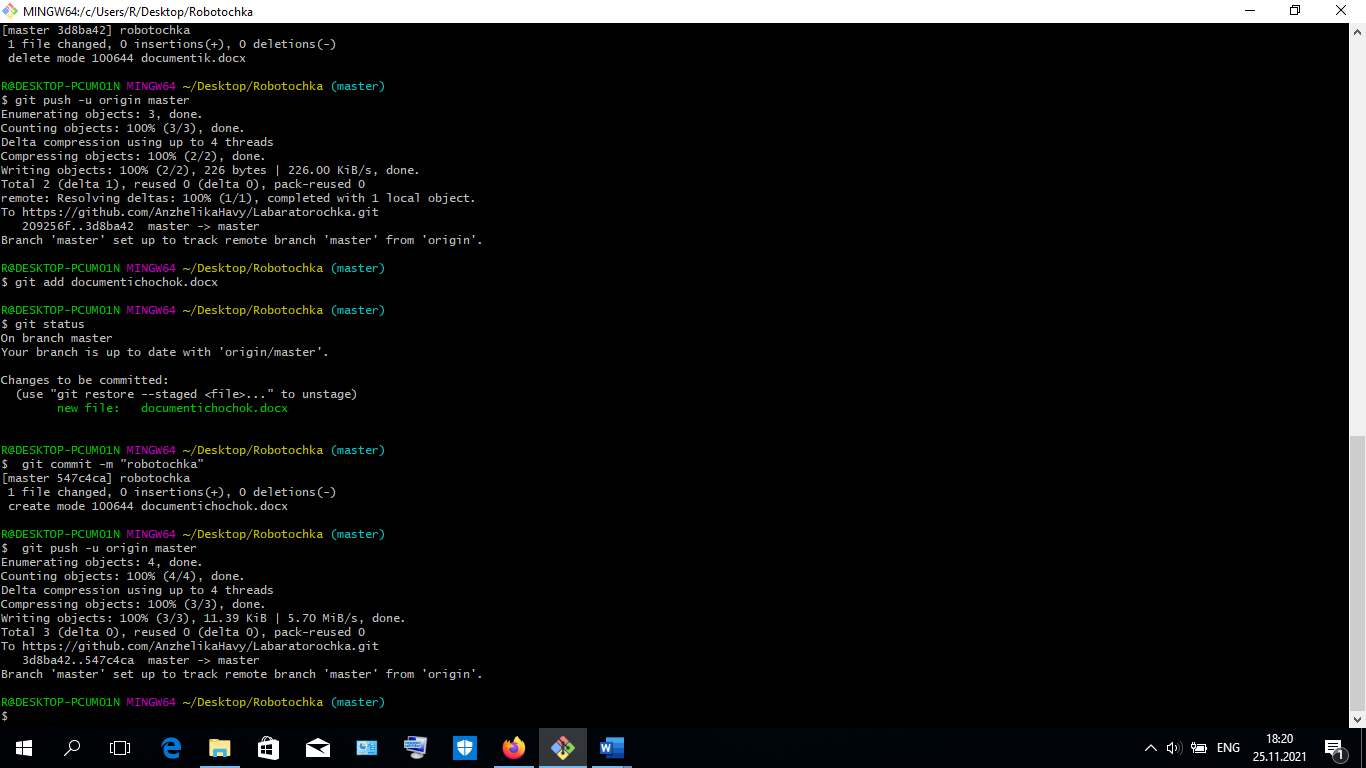 MINGW64:/c/Users/R/Desktop/Robotochka
[master 3d8ba42] robotochka
 1 file changed, 0 insertions(+), 0 deletions(-)
 delete mode 100644 documentik.docx

R@DESKTOP-PCUMO1N MINGW64 ~/Desktop/Robotochka (master)
$ git push -u origin master
Enumerating objects: 3, done.
Counting objects: 100% (3/3), done.
Delta compression using up to 4 threads
Compressing objects: 100% (2/2), done.
Writing objects: 100% (2/2), 226 bytes | 226.00 KiB/s, done.
Total 2 (delta 1), reused 0 (delta 0), pack-reused 0
remote: Resolving deltas: 100% (1/1), completed with 1 local object.
To https://github.com/AnzhelikaHavy/Labaratorochka.git
   209256f..3d8ba42  master -> master
Branch 'master' set up to track remote branch 'master' from 'origin'.

R@DESKTOP-PCUMO1N MINGW64 ~/Desktop/Robotochka (master)
$ git add documentichochok.docx

R@DESKTOP-PCUMO1N MINGW64 ~/Desktop/Robotochka (master)
$ git status
On branch master
Your branch is up to date with 'origin/master'.

Changes to be committed:
  (use "git restore --staged <file>..." to unstage)
        new file:   documentichochok.docx


R@DESKTOP-PCUMO1N MINGW64 ~/Desktop/Robotochka (master)
$  git commit -m "robotochka"
[master 547c4ca] robotochka
 1 file changed, 0 insertions(+), 0 deletions(-)
 create mode 100644 documentichochok.docx

R@DESKTOP-PCUMO1N MINGW64 ~/Desktop/Robotochka (master)
$  git push -u origin master
Enumerating objects: 4, done.
Counting objects: 100% (4/4), done.
Delta compression using up to 4 threads
Compressing objects: 100% (3/3), done.
Writing objects: 100% (3/3), 11.39 KiB | 5.70 MiB/s, done.
Total 3 (delta 0), reused 0 (delta 0), pack-reused 0
To https://github.com/AnzhelikaHavy/Labaratorochka.git
   3d8ba42..547c4ca  master -> master
Branch 'master' set up to track remote branch 'master' from 'origin'.

R@DESKTOP-PCUMO1N MINGW64 ~/Desktop/Robotochka (master)
$
ENG
18:20
25.11.2021
1